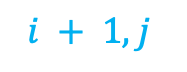 i + 1, j